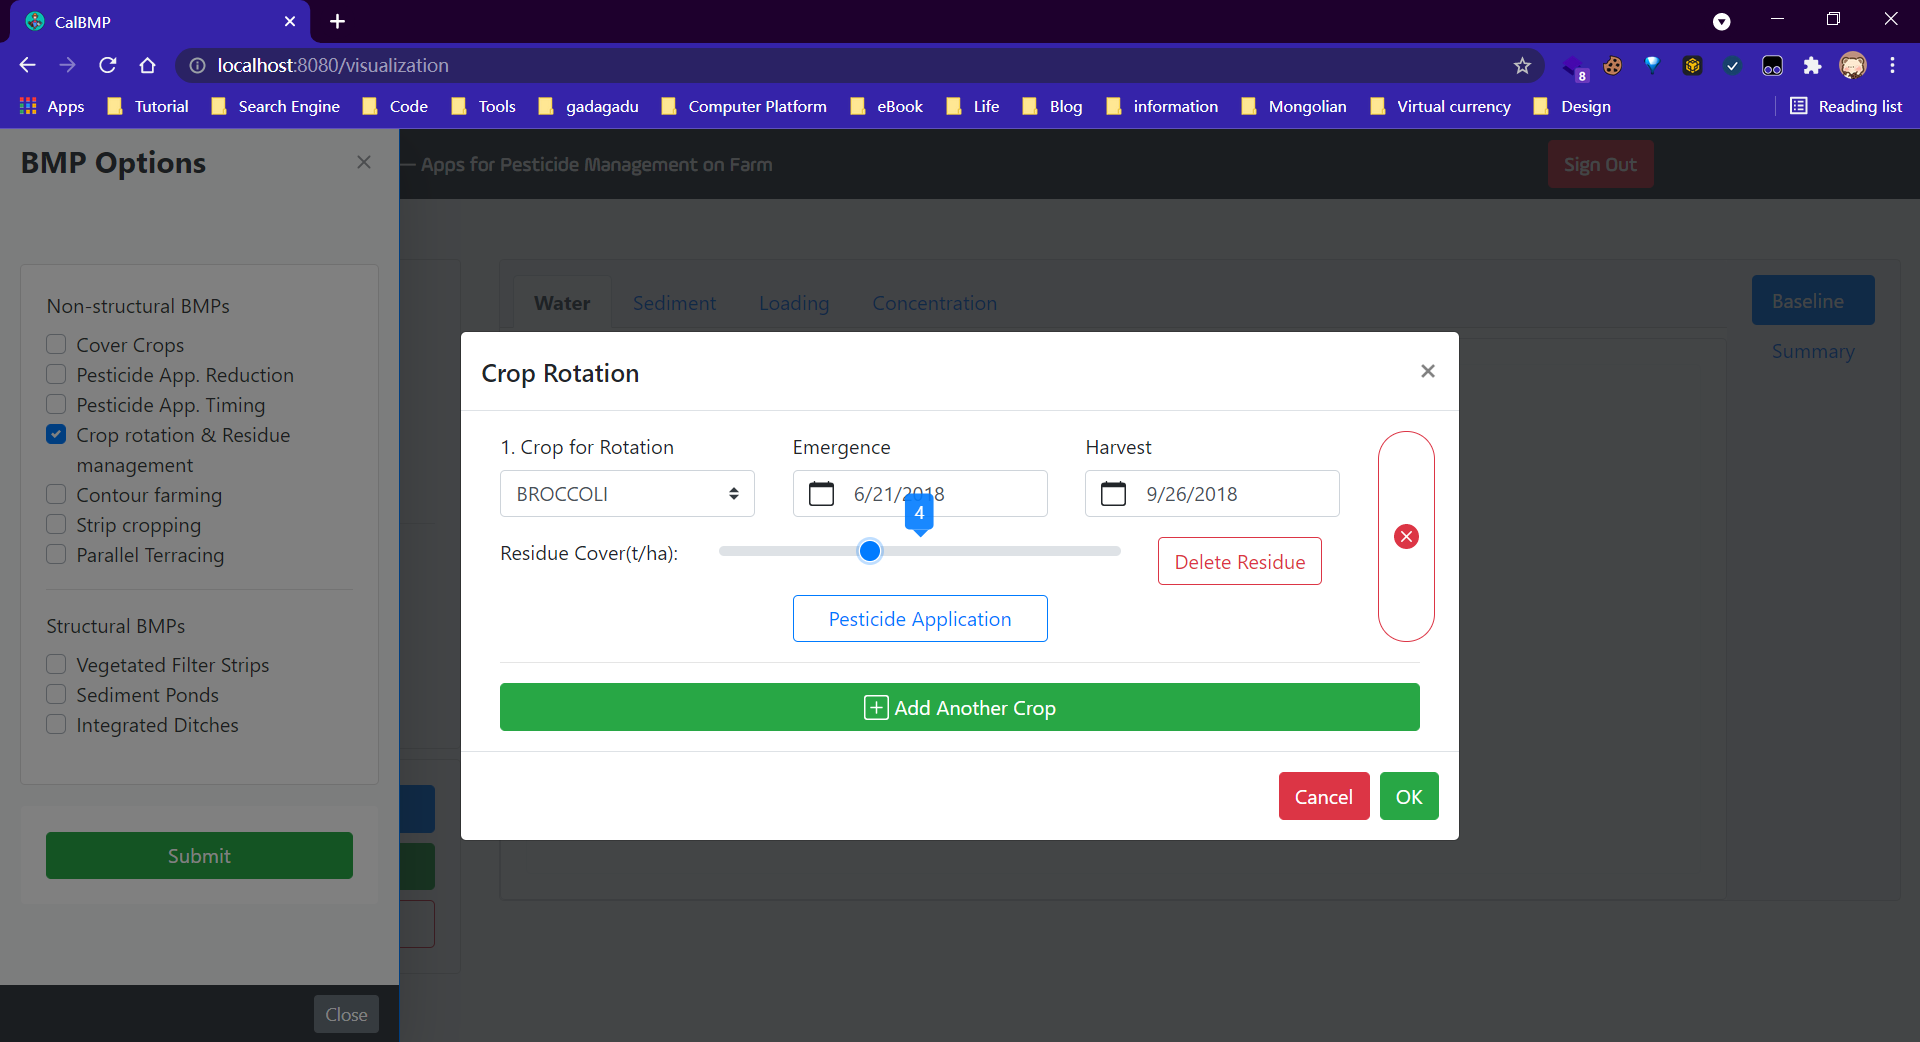 CalBMP
localhost:8080/visualization
8
Apps Tutorial Search Engine Code Tools gadagadu Computer Platform eBook Life Blog information Mongolian Virtual currency Design Reading list
BMP Options
— Apps for Pesticide Management on Farm
Sign Out
Non-structural BMPs
Cover Crops
Pesticide App. Reduction
Pesticide App. Timing
Crop rotation & Residue
management
Contour farming
Strip cropping
Parallel Terracing
Structural BMPs
Vegetated Filter Strips
Sediment Ponds
Integrated Ditches
Submit
Close
Water Sediment Loading Concentration
Baseline
Summary
Crop Rotation
1. Crop for Rotation Emergence Harvest
BROCCOLI 6/21/2018 9/26/2018
4
Residue Cover(t/ha): Delete Residue
Pesticide Application
Add Another Crop
Cancel OK